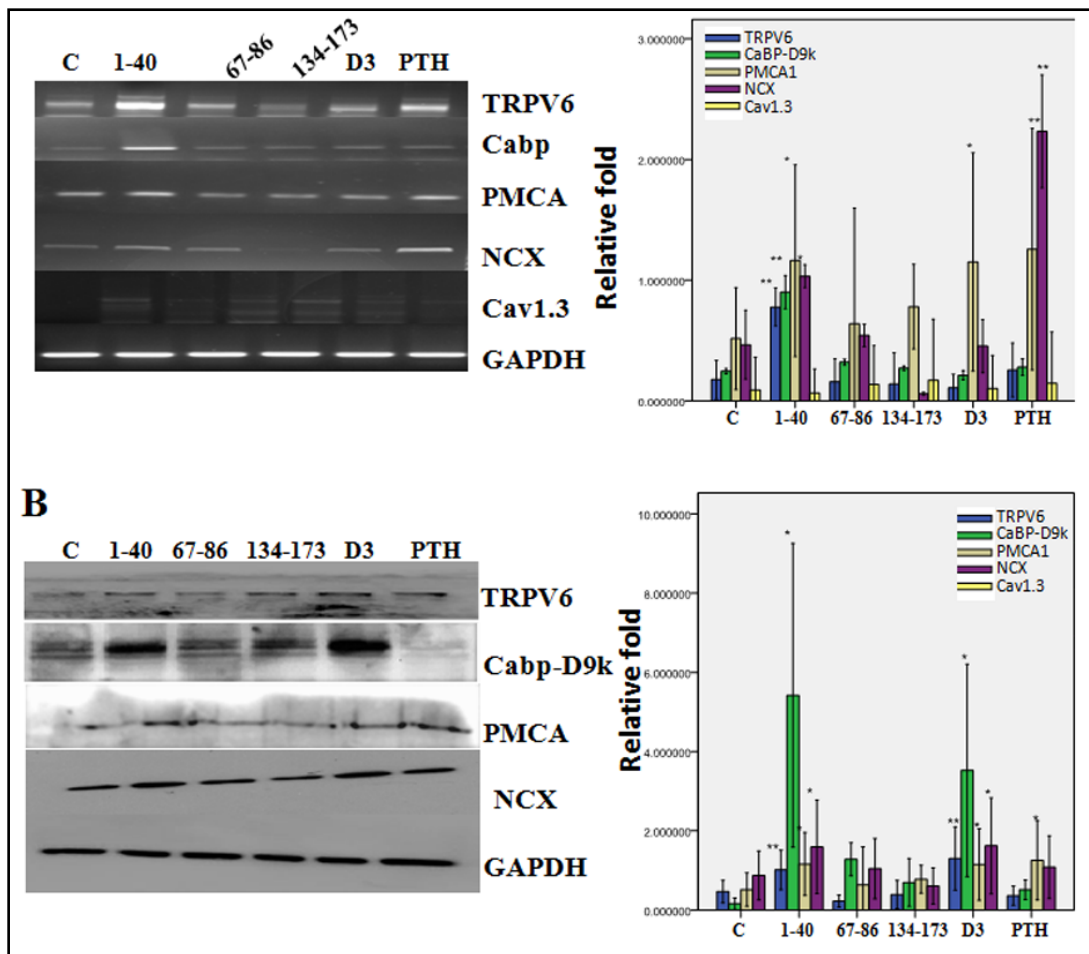 C 1-40 67-86 134-173 D3 PTH
TRPV6
Cabp
PMCA
NCX
Cav1.3
GAPDH
Relative fold
3.000000
2.000000
1.000000
0.000000
TRPV6
CaBP-D9k
PMCA1
NCX
Cav1.3
** ** * * * ** **
C 1-40 67-86 134-173 D3 PTH
B
C 1-40 67-86 134-173 D3 PTH
TRPV6
Cabp-D9k
PMCA
NCX
GAPDH
Relative fold
10.000000
8.000000
6.000000
4.000000
2.000000
0.000000
TRPV6
CaBP-D9k
PMCA1
NCX
Cav1.3
** * * * ** * * * *
C 1-40 67-86 134-173 D3 PTH